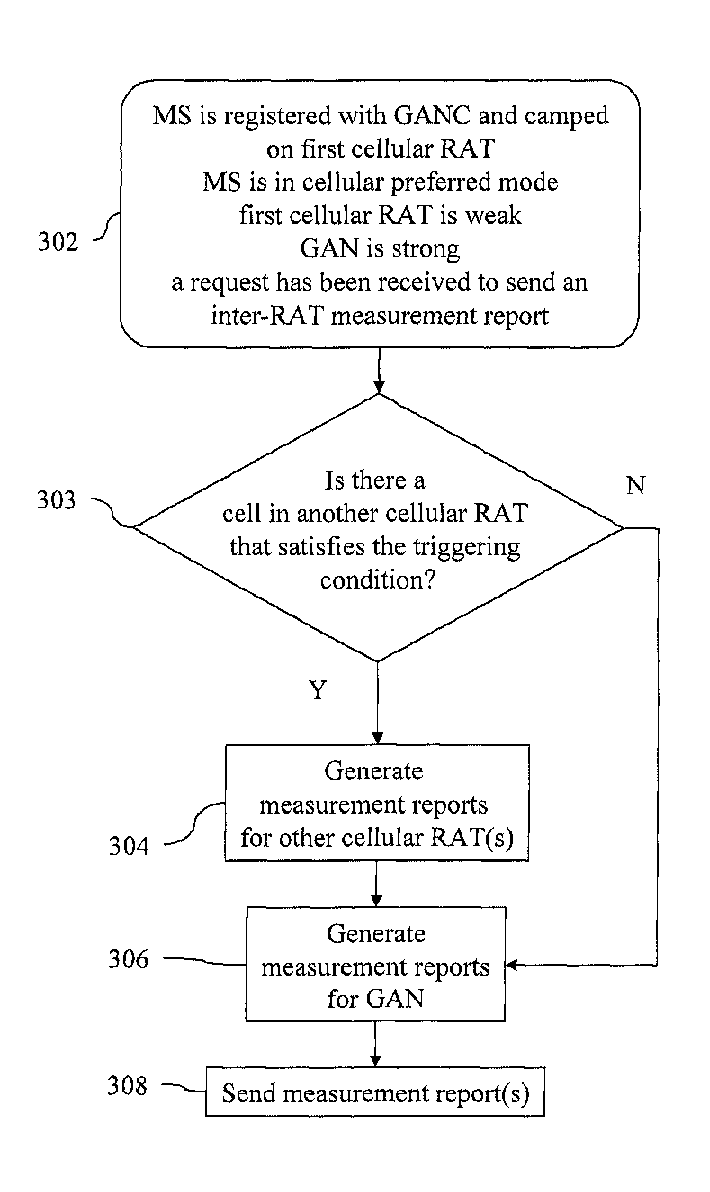 MS is registered with GANC and camped
on first cellular RAT
MS is in cellular preferred mode
first cellular RAT is weak
GAN is strong
a request has been received to send an
inter-RAT measurement report
302
303
Is there a
cell in another cellular RAT
that satisfies the triggering
condition?
N
Y
Generate
measurement reports
for other cellular RAT(s)
304
Generate
measurement reports
for GAN
306
308
Send measurement report(s)